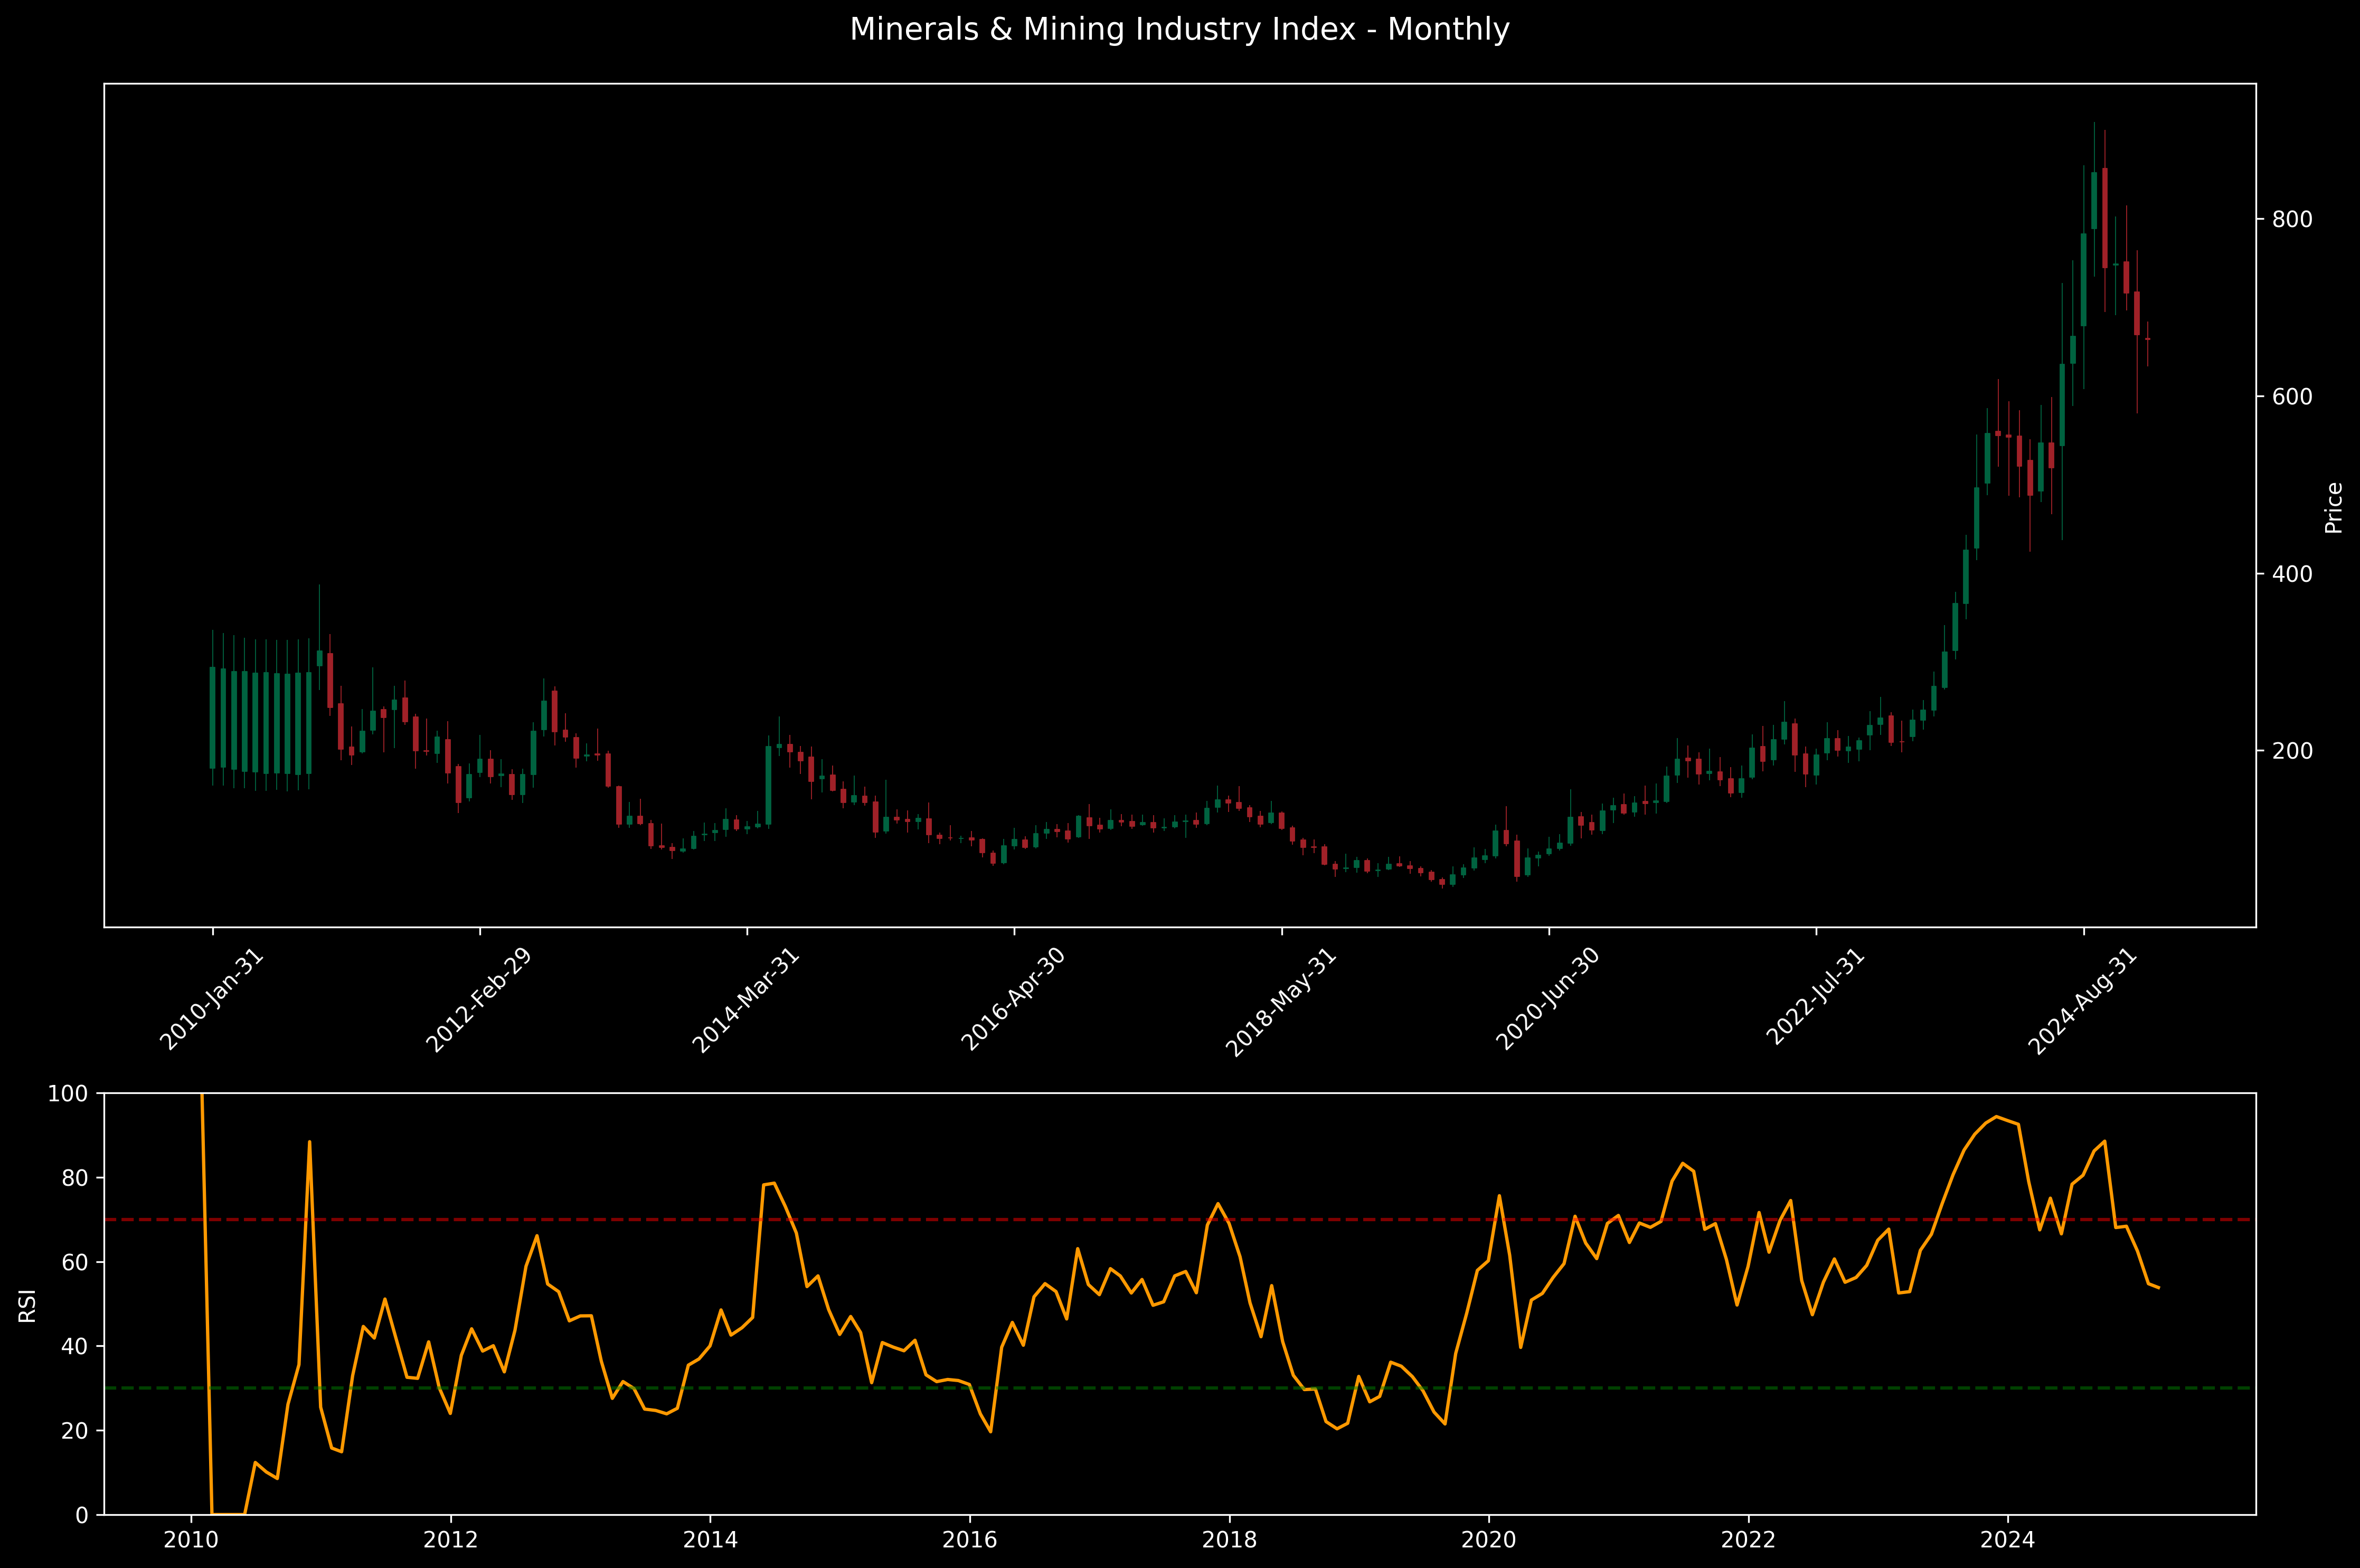 Minerals & Mining Industry Index - Monthly
800
600
400
200
Price
2010-Jan-31
2012-Feb-29
2014-Mar-31
2016-Apr-30
2018-May-31
2020-Jun-30
2022-Jul-31
2024-Aug-31
100
80
60
40
20
0
RSI
2010
2012
2014
2016
2018
2020
2022
2024